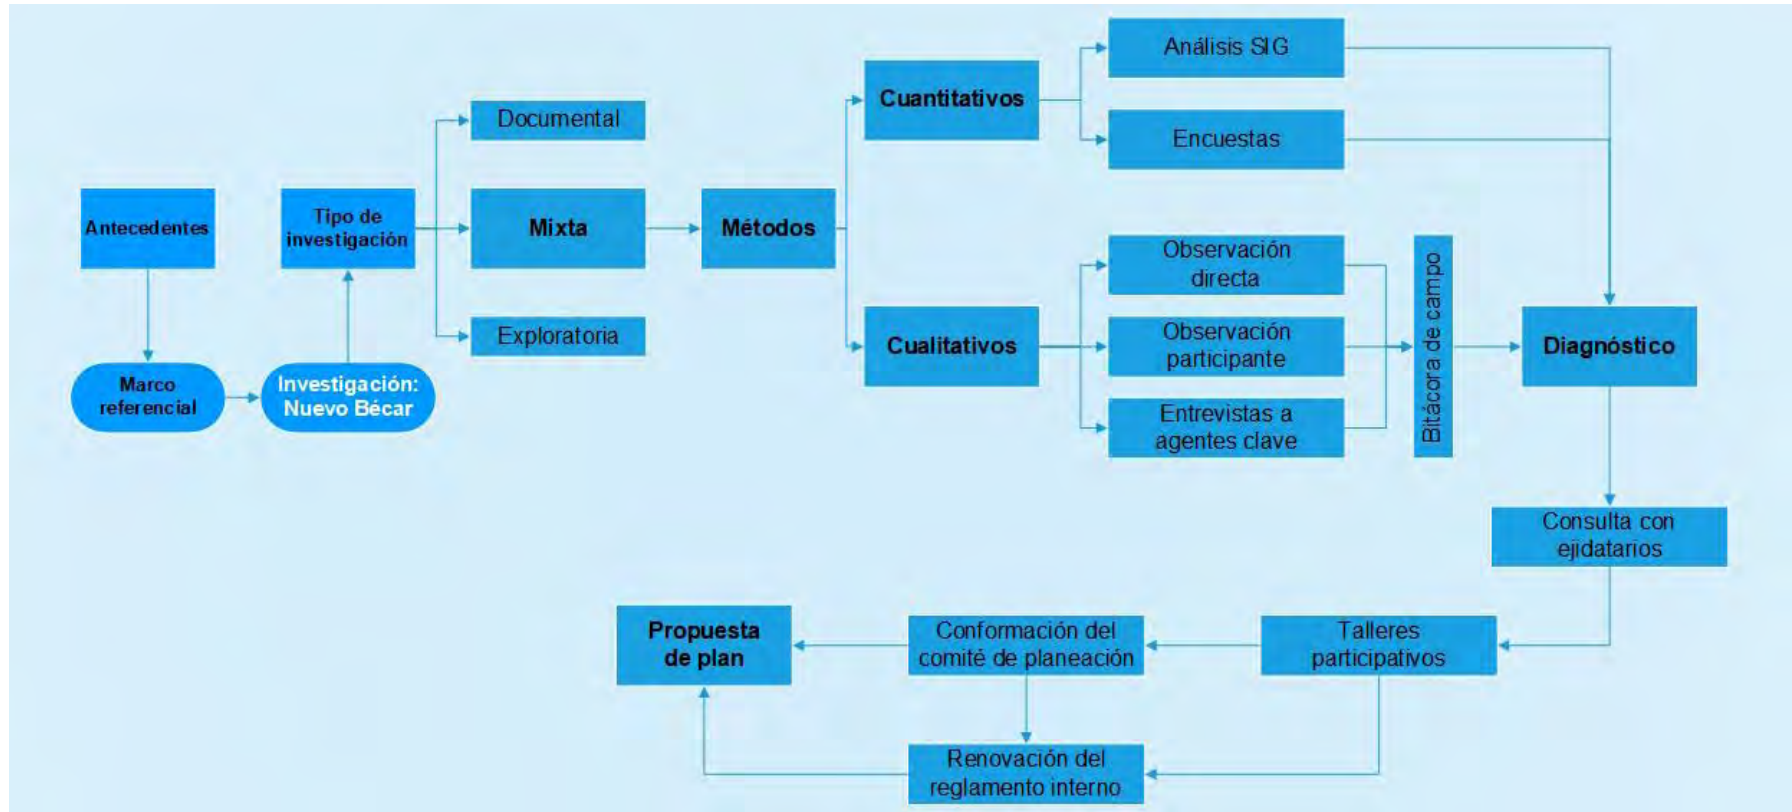 Antecedentes
Marco
referencial
Investigación:
Nuevo Bécar
Tipo de
investigación
Documental
Mixta
Exploratoria
Métodos
Cuantitativos
Análisis SIG
Encuestas
Cualitativos
Observación
directa
Observación
participante
Entrevistas a
agentes clave
Bitácora de campo
Diagnóstico
Consulta con
ejidatarios
Talleres
participativos
Conformación del
comité de planeación
Renovación del
reglamento interno
Propuesta
de plan